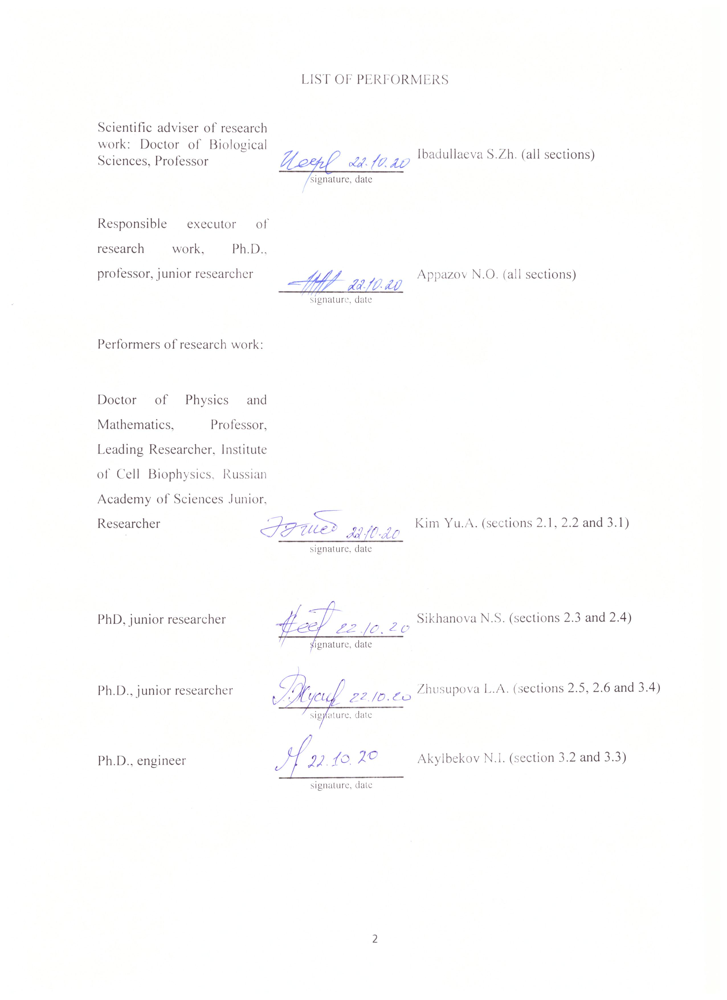 LIST OF PERFORMERS
Scientific adviser of research
work: Doctor of Biological
Sciences, Professor
22.10.20
Ibadullaeva S.Zh. (all sections)
signature, date
Responsible executor of
research work, Ph.D.,
professor, junior researcher
22.10.20
Appazov N.O. (all sections)
signature, date
Performers of research work:
Doctor of Physics and
Mathematics, Professor,
Leading Researcher, Institute
of Cell Biophysics, Russian
Academy of Sciences Junior,
Researcher
22.10.20
Kim Yu.A. (sections 2.1, 2.2 and 3.1)
signature, date
PhD, junior researcher
22.10.20
Sikhanova N.S. (sections 2.3 and 2.4)
signature, date
Ph.D., junior researcher
22.10.20
Zhusupova L.A. (sections 2.5, 2.6 and 3.4)
signature, date
Ph.D., engineer
22.10.20
Akylbekov N.I. (section 3.2 and 3.3)
signature, date
2